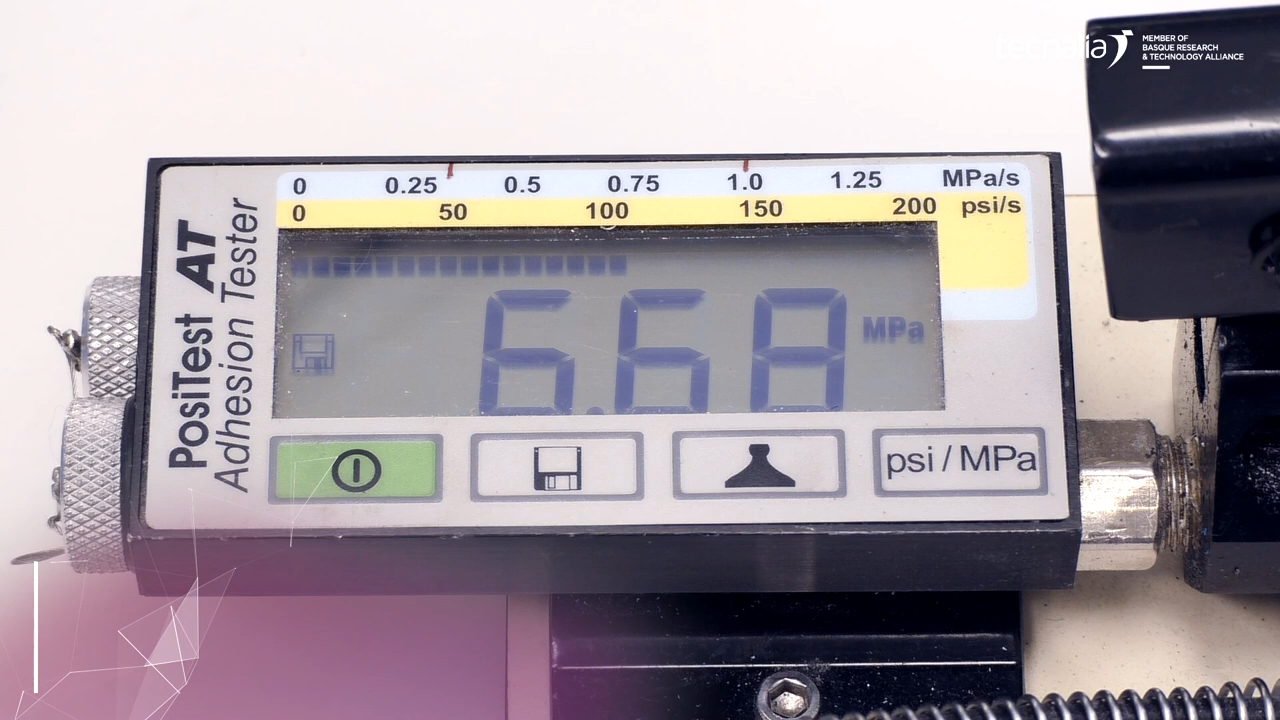 tecnalia
MEMBER OF
BASQUE RESEARCH
& TECHNOLOGY ALLIANCE
0 0.25 0.5 0.75 1.0 1.25 MPa/s
0 50 100 150 200 psi/s
PosiTest AT
Adhesion Tester
6.68 MPa
psi / MPa